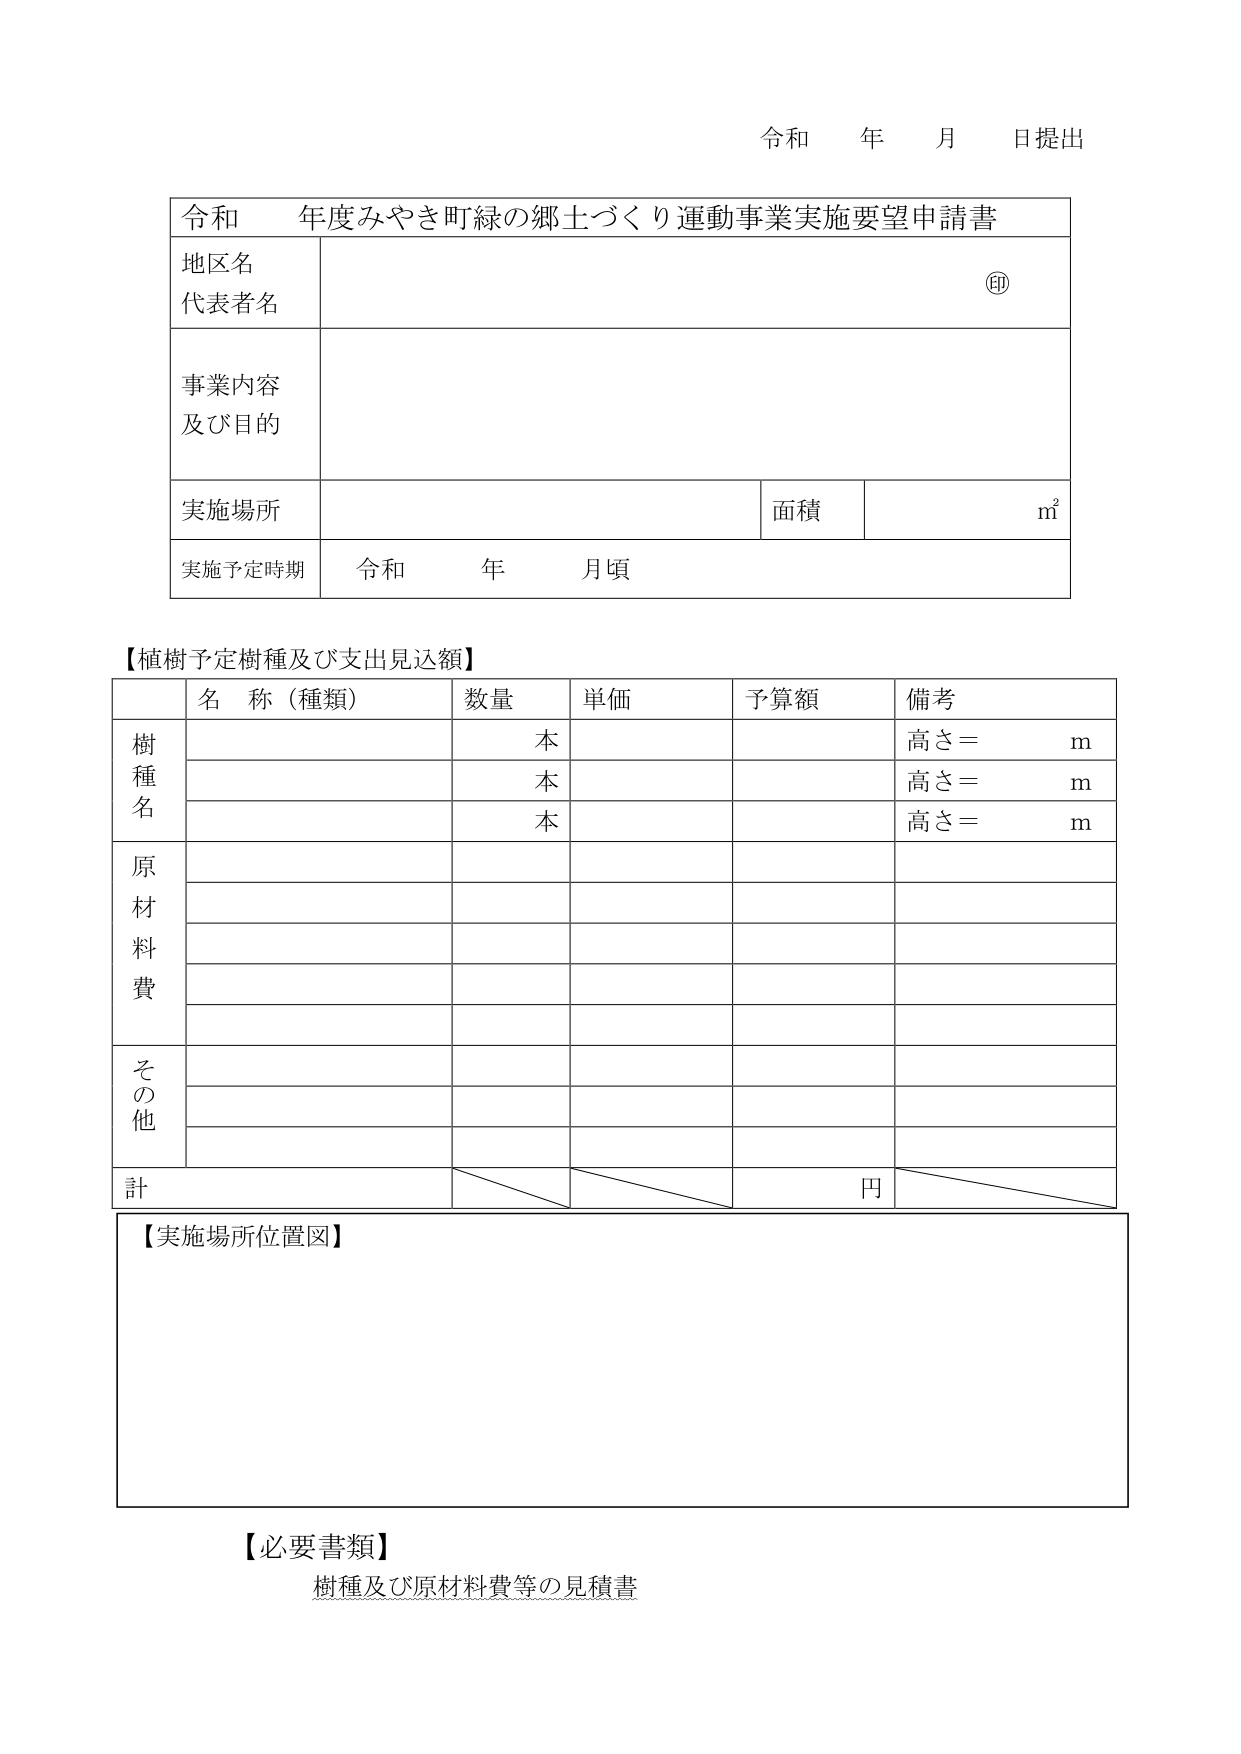 令和　　年　　月　　日提出
令和　　年度みやき町緑の郷土づくり運動事業実施要望申請書
地区名
代表者名
㊞
事業内容
及び目的
実施場所　面積　㎡
実施予定時期　令和　　　年　　　月頃
【植樹予定樹種及び支出見込額】
名　称（種類）　数量　単価　予算額　備考
樹種名
本　高さ＝　　　m
本　高さ＝　　　m
本　高さ＝　　　m
原材料費
その他
計　円
【実施場所位置図】
【必要書類】
樹種及び原材料費等の見積書